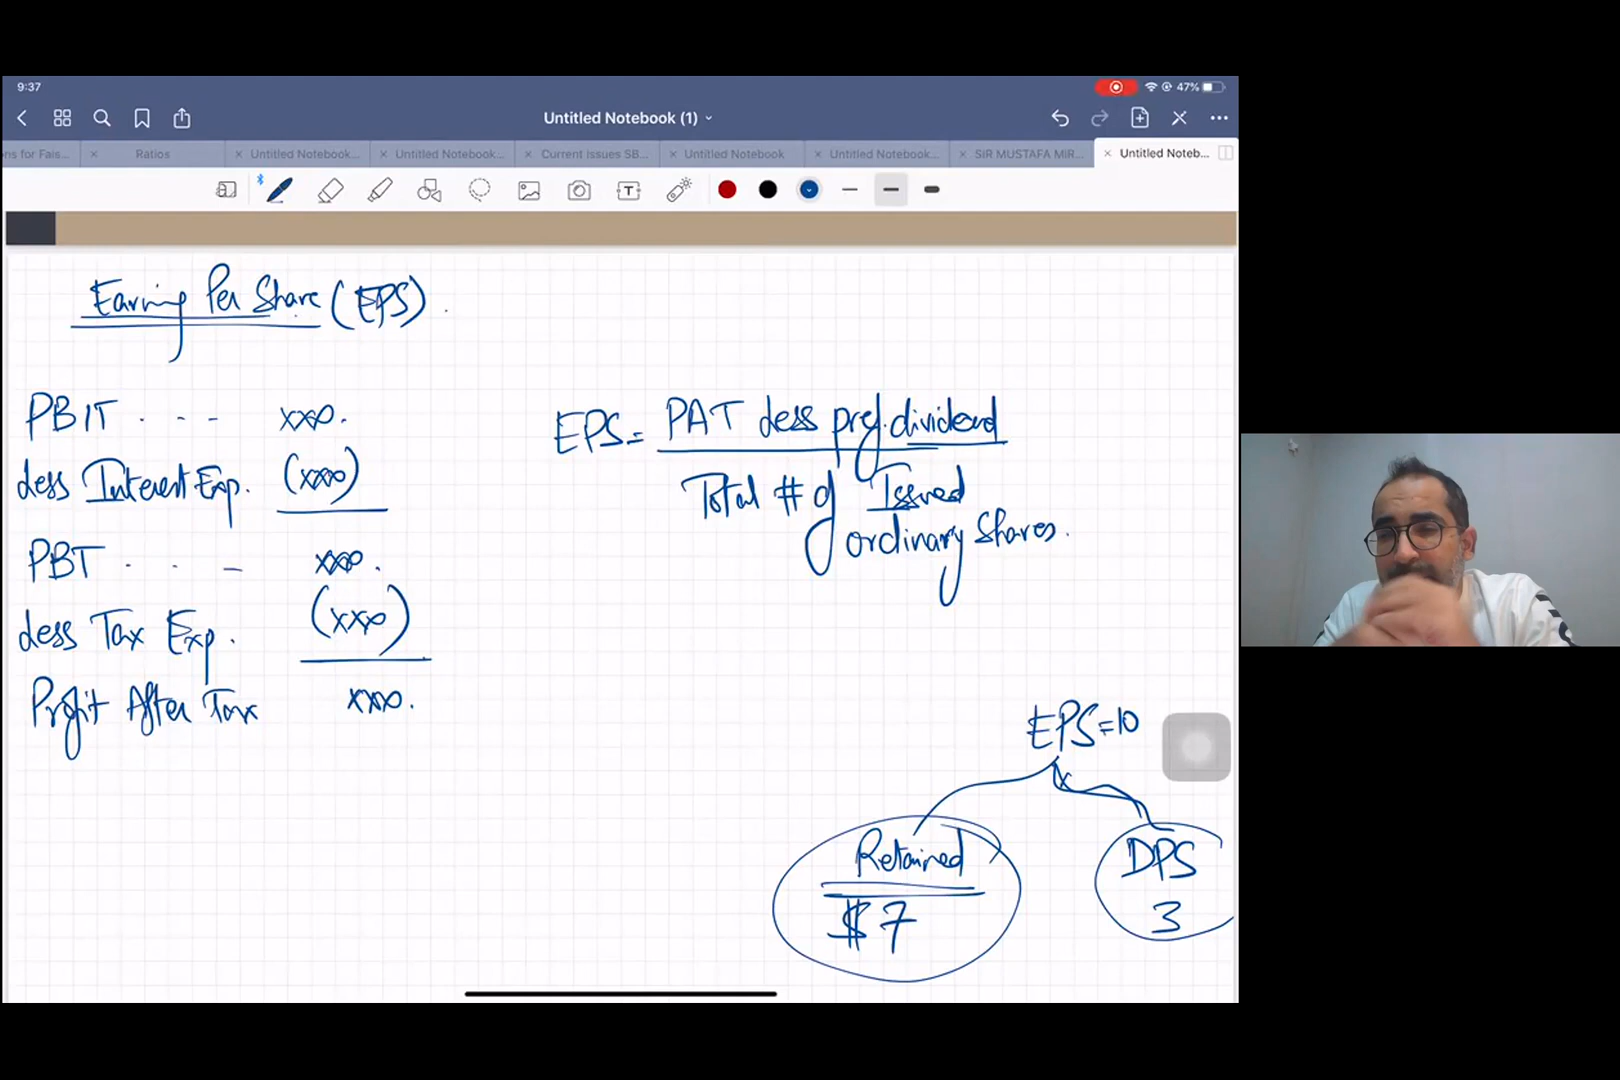 9:37
47%
Untitled Notebook (1)
ns for Fais...
Ratios
Untitled Notebook...
Untitled Notebook...
Current Issues SB...
Untitled Notebook
Untitled Notebook...
SIR MUSTAFA MIR...
Untitled Noteb...
Earning Per Share (EPS).
PBIT . - - xxx.
Less Interest Exp. (xxx)
PBT . . - xxx.
Less Tax Exp. (xxx)
Profit After Tax xxx.
EPS = PAT Less pref. dividend
Total # of Issued
ordinary Shares.
EPS=10
Retained
$7
DPS
3